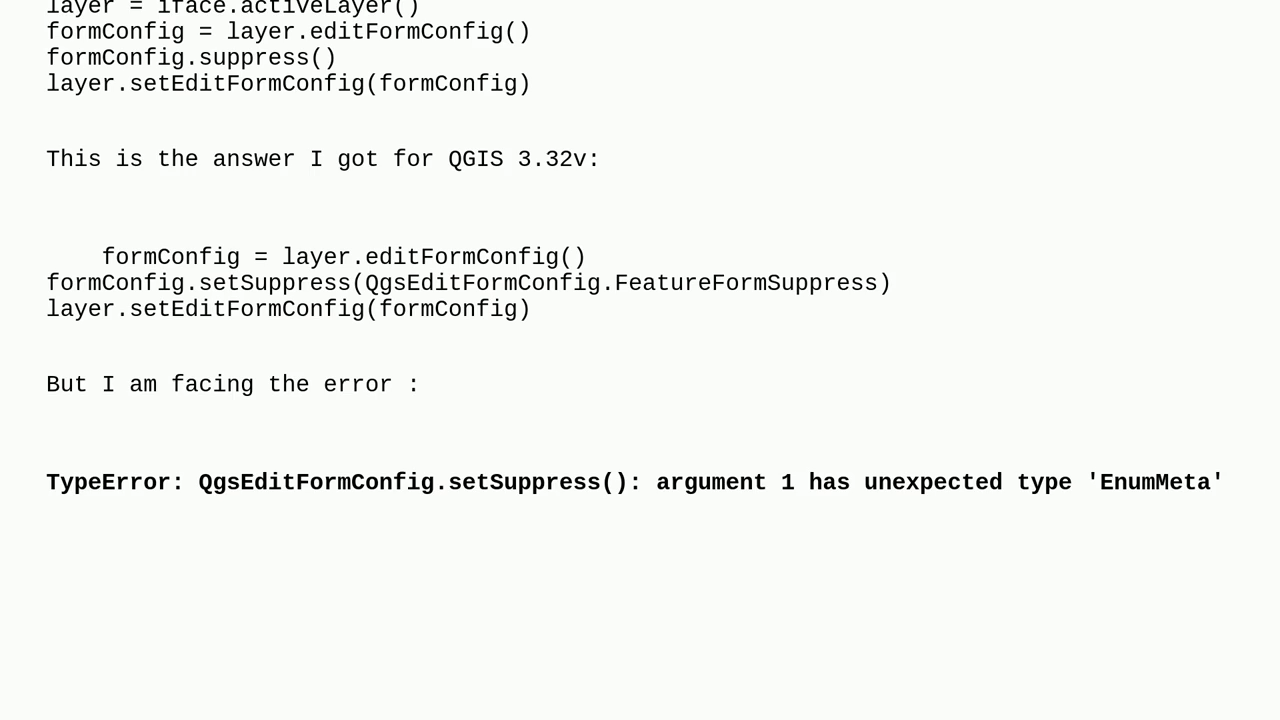 layer = iface.activeLayer()
formConfig = layer.editFormConfig()
formConfig.suppress()
layer.setEditFormConfig(formConfig)
This is the answer I got for QGIS 3.32v:
formConfig = layer.editFormConfig()
formConfig.setSuppress(QgsEditFormConfig.FeatureFormSuppress)
layer.setEditFormConfig(formConfig)
But I am facing the error :
TypeError: QgsEditFormConfig.setSuppress(): argument 1 has unexpected type 'EnumMeta'